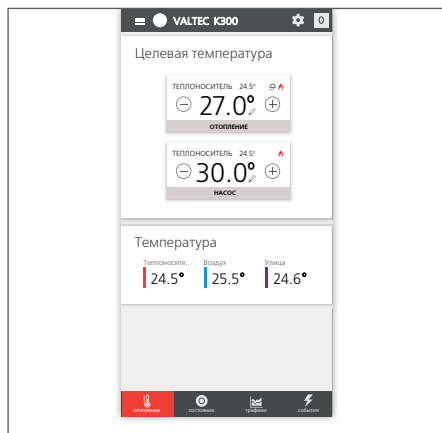 VALTEC K300 0
Целевая температура
ТЕПЛОНОСИТЕЛЬ 24.5°
27.0°
ОТОПЛЕНИЕ
ТЕПЛОНОСИТЕЛЬ 24.5°
30.0°
НАСОС
Температура
Теплоносите... Воздух Улица
24.5° 25.5° 24.6°
отопление состояние графики события